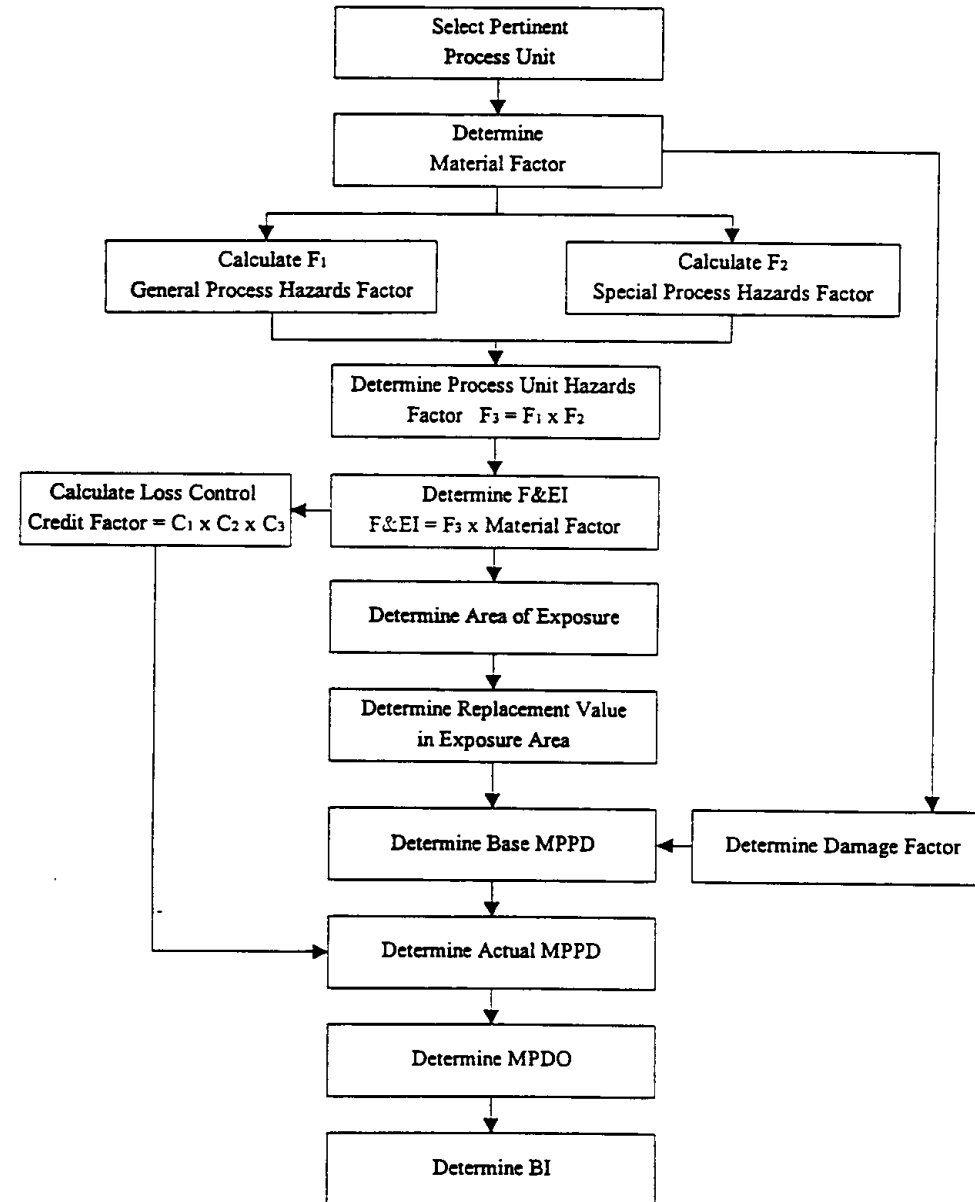 Select Pertinent
Process Unit
Determine
Material Factor
Calculate F₁
General Process Hazards Factor
Calculate F₂
Special Process Hazards Factor
Determine Process Unit Hazards
Factor F₃ = F₁ x F₂
Calculate Loss Control
Credit Factor = C₁ x C₂ x C₃
Determine F&EI
F&EI = F₃ x Material Factor
Determine Area of Exposure
Determine Replacement Value
in Exposure Area
Determine Base MPPD
Determine Damage Factor
Determine Actual MPPD
Determine MPDO
Determine BI